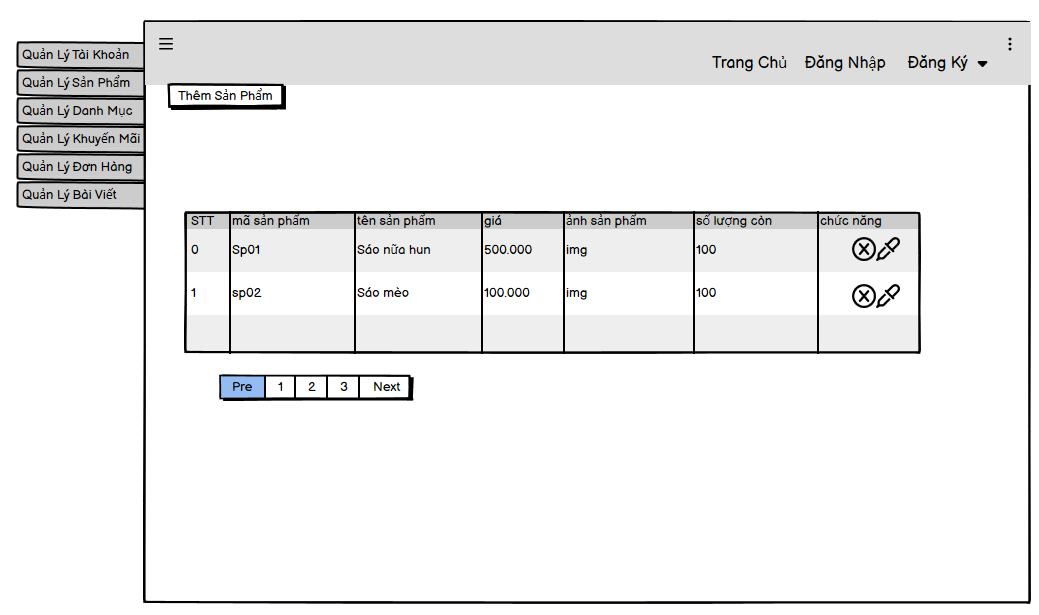 Quản Lý Tài Khoản
Quản Lý Sản Phẩm
Quản Lý Danh Mục
Quản Lý Khuyến Mãi
Quản Lý Đơn Hàng
Quản Lý Bài Viết
Trang Chủ Đăng Nhập Đăng Ký
Thêm Sản Phẩm
STT mã sản phẩm tên sản phẩm giá ảnh sản phẩm số lượng còn chức năng
0 Sp01 Sáo nữa hun 500.000 img 100
1 sp02 Sáo mèo 100.000 img 100
Pre 1 2 3 Next